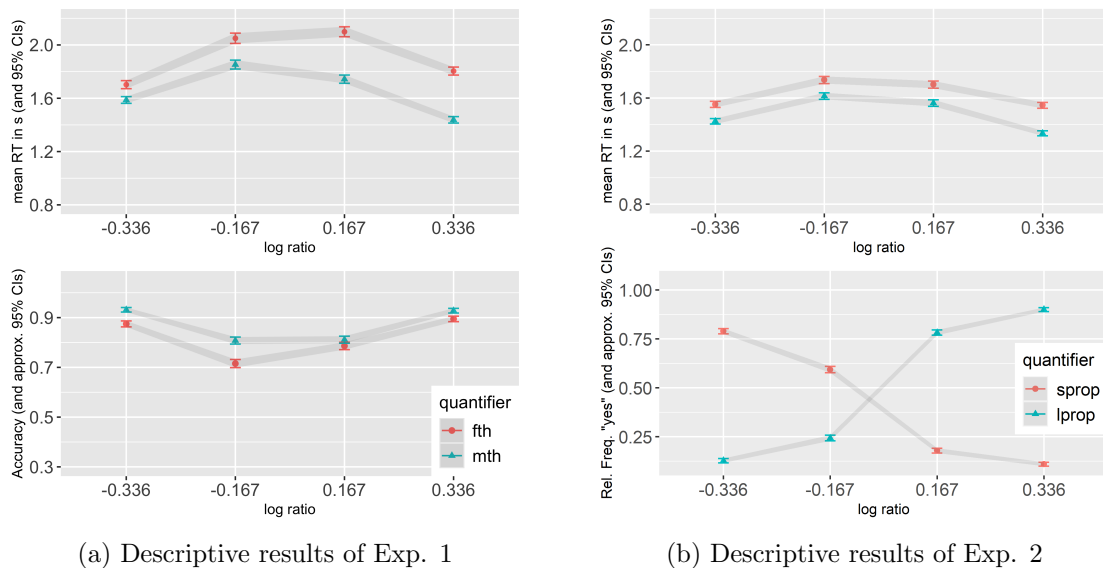 mean RT in s (and 95% CIs)
2.0
1.6
1.2
0.8
-0.336 -0.167 0.167 0.336
log ratio
Accuracy (and approx. 95% CIs)
0.9
0.7
0.5
0.3
quantifier
fth
mth
-0.336 -0.167 0.167 0.336
log ratio
(a) Descriptive results of Exp. 1
mean RT in s (and 95% CIs)
2.0
1.6
1.2
0.8
-0.336 -0.167 0.167 0.336
log ratio
Rel. Freq. "yes" (and approx. 95% CIs)
1.00
0.75
0.50
0.25
quantifier
sprop
lprop
-0.336 -0.167 0.167 0.336
log ratio
(b) Descriptive results of Exp. 2